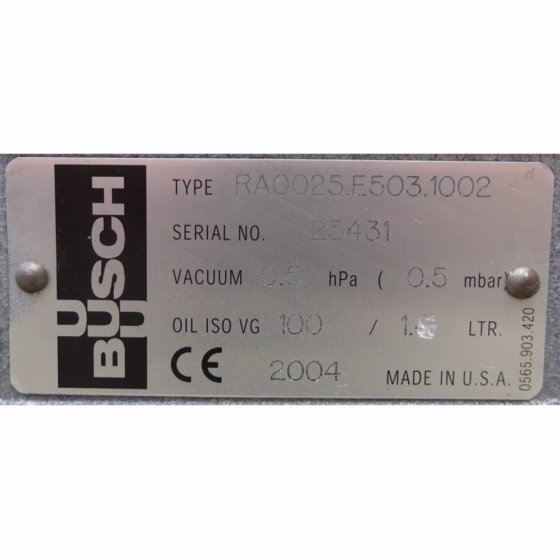 BUSCH
TYPE RA0025.E503.1002
SERIAL NO. 25431
VACUUM 0.5 hPa ( 0.5 mbar)
OIL ISO VG 100 / LTR.
CE 2004 MADE IN U.S.A.
0565.903.420